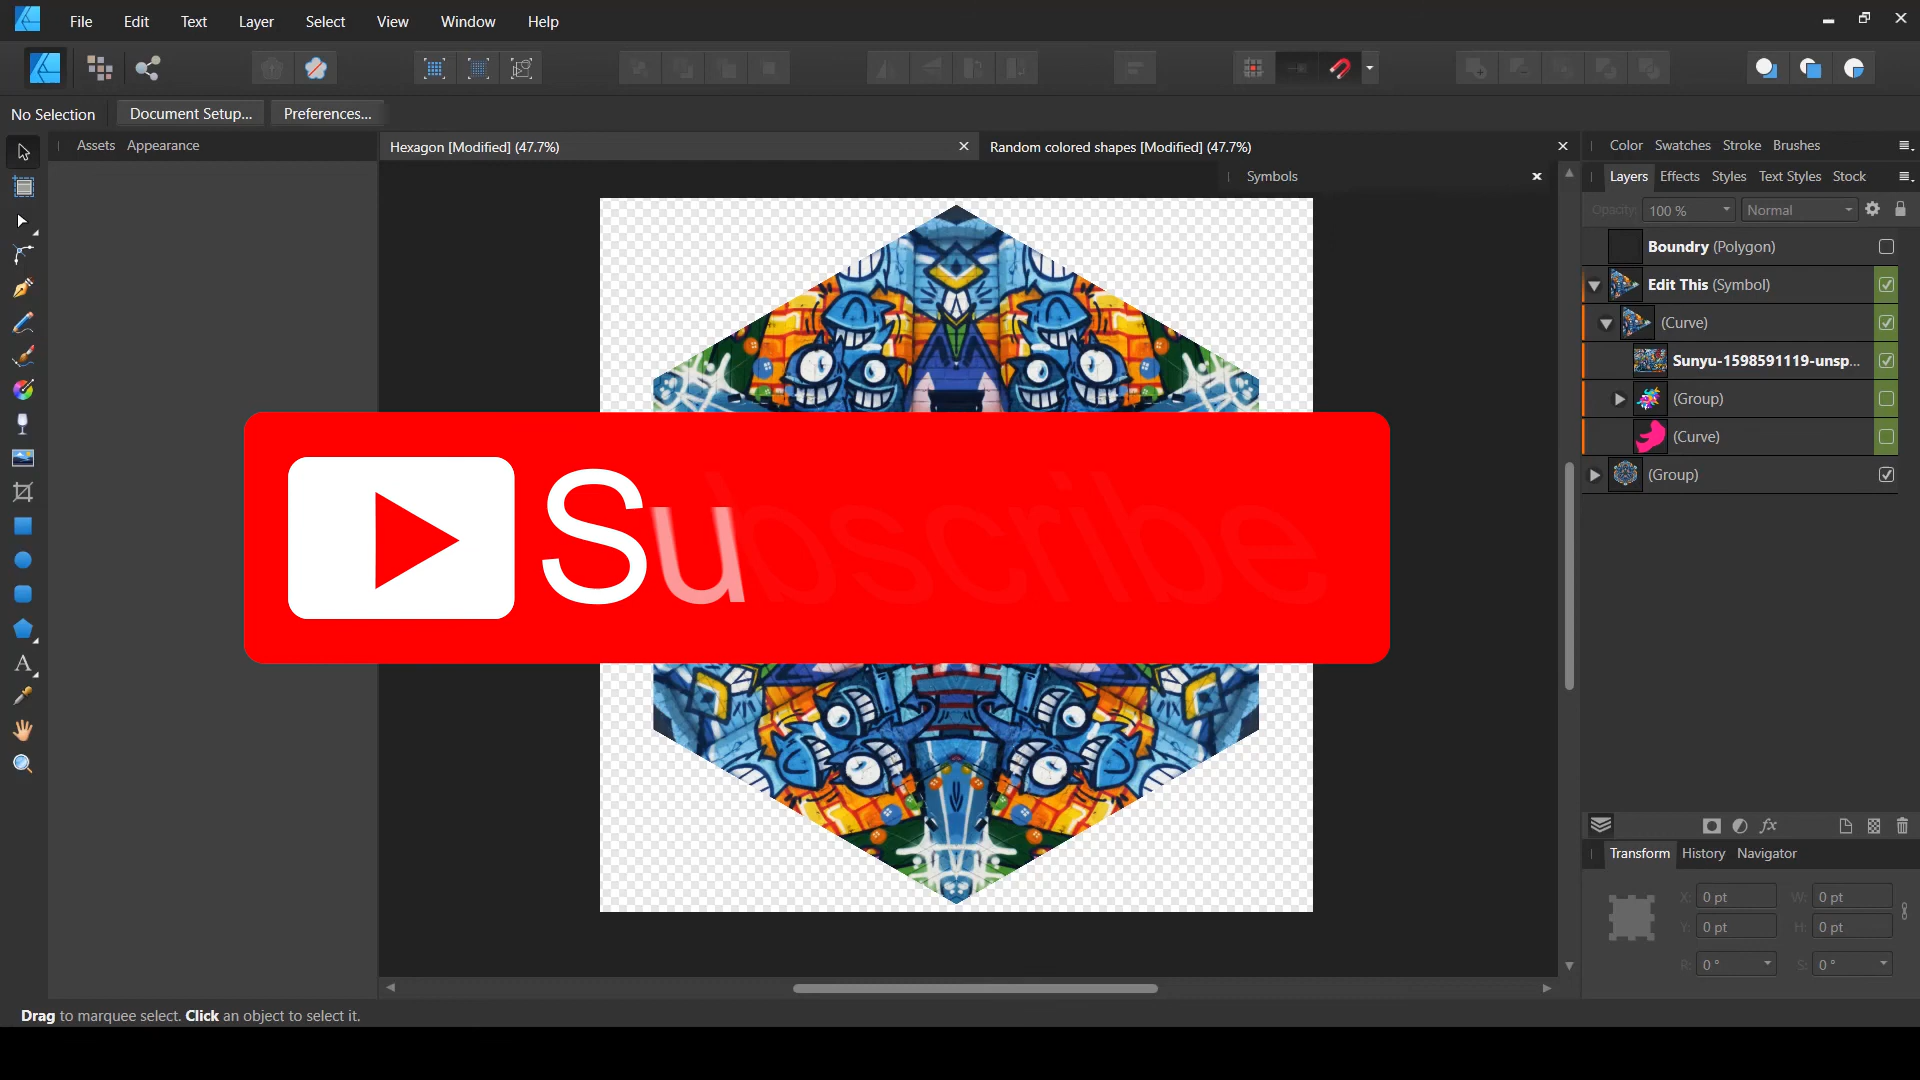 File Edit Text Layer Select View Window Help
No Selection Document Setup... Preferences...
Assets Appearance
Hexagon [Modified] (47.7%)
Random colored shapes [Modified] (47.7%)
Symbols
Color Swatches Stroke Brushes
Layers Effects Styles Text Styles Stock
Opacity: 100 % Normal
Boundry (Polygon)
Edit This (Symbol)
(Curve)
Sunyu-1598591119-unsp...
(Group)
(Curve)
(Group)
Subscribe
Transform History Navigator
X: 0 pt W: 0 pt
Y: 0 pt H: 0 pt
R: 0 ° S: 0 °
Drag to marquee select. Click an object to select it.